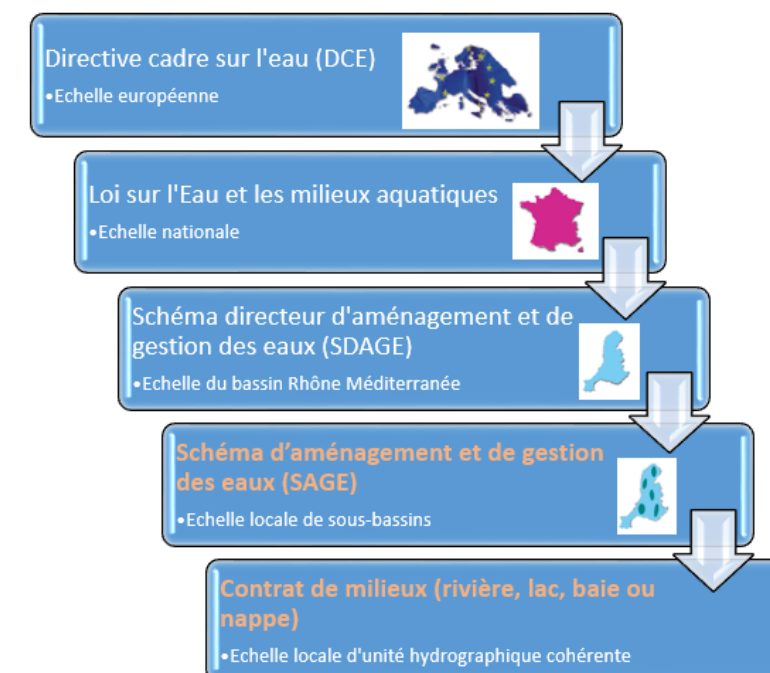 Directive cadre sur l'eau (DCE)
•Echelle européenne
Loi sur l'Eau et les milieux aquatiques
•Echelle nationale
Schéma directeur d'aménagement et de
gestion des eaux (SDAGE)
•Echelle du bassin Rhône Méditerranée
Schéma d’aménagement et de gestion
des eaux (SAGE)
•Echelle locale de sous-bassins
Contrat de milieux (rivière, lac, baie ou
nappe)
•Echelle locale d'unité hydrographique cohérente